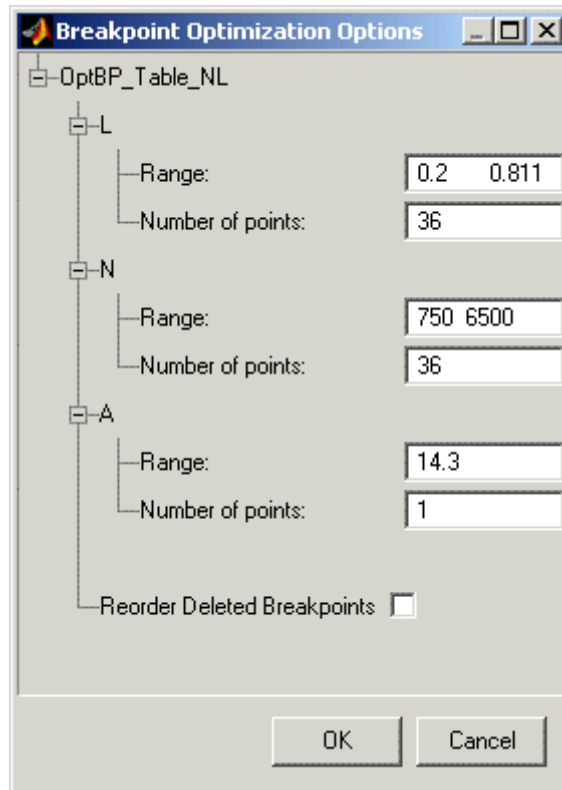 Breakpoint Optimization Options
OptBP_Table_NL
L
Range: 0.2 0.811
Number of points: 36
N
Range: 750 6500
Number of points: 36
A
Range: 14.3
Number of points: 1
Reorder Deleted Breakpoints
OK Cancel